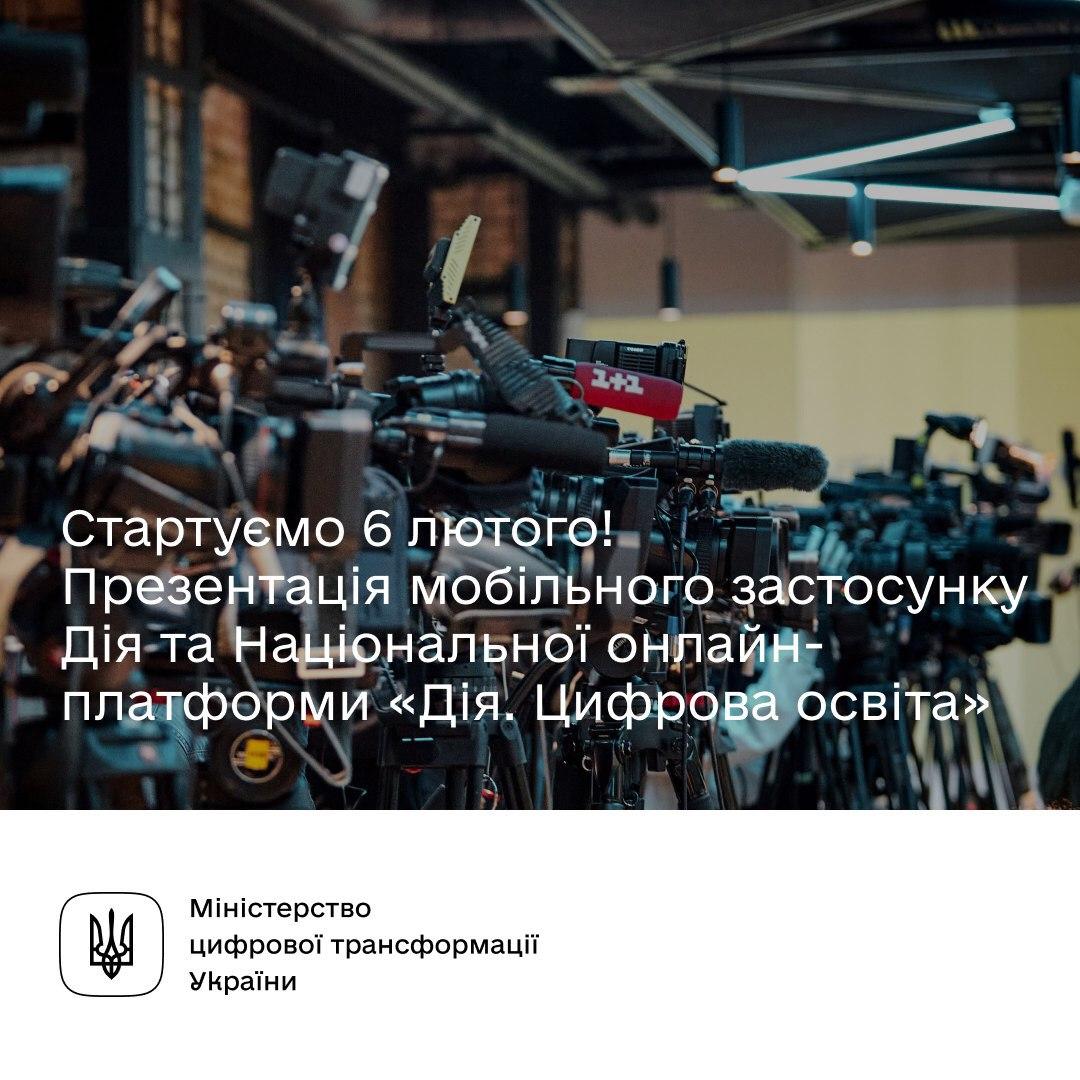 1+1
Стартуємо 6 лютого!
Презентація мобільного застосунку
Дія та Національної онлайн-
платформи «Дія. Цифрова освіта»
Міністерство
цифрової трансформації
України